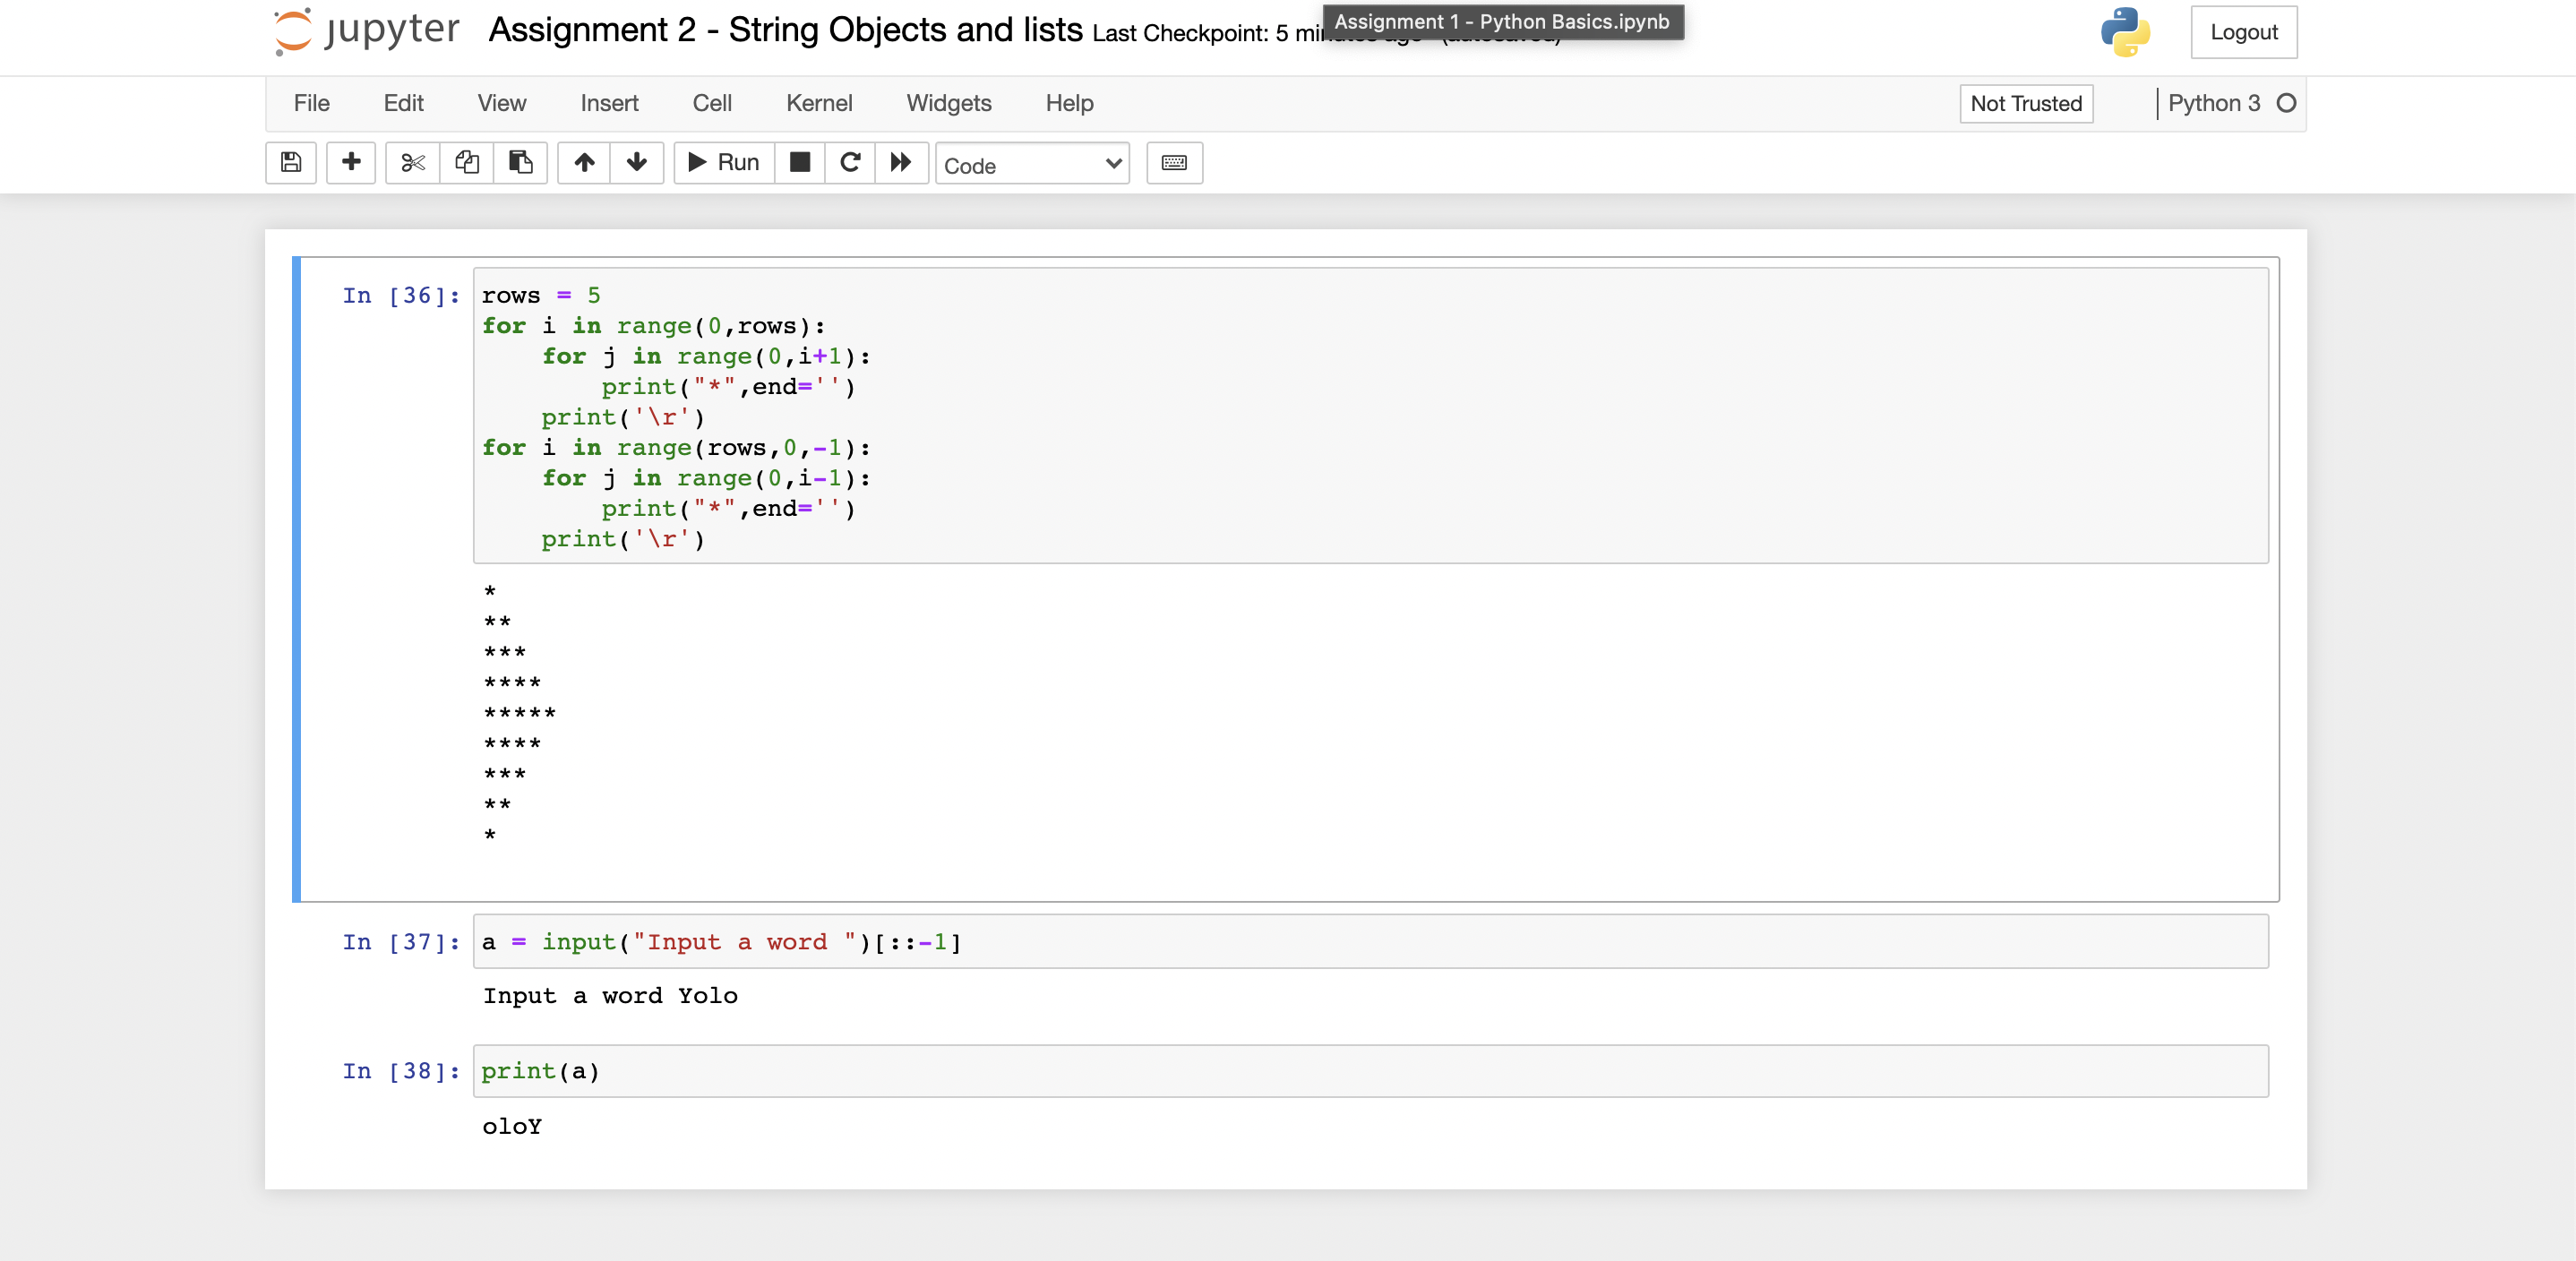 jupyter Assignment 2 - String Objects and lists Last Checkpoint: 5 Assignment 1 - Python Basics.ipynb Logout
File Edit View Insert Cell Kernel Widgets Help Not Trusted Python 3
Run Code
In [36]: rows = 5
for i in range(0,rows):
    for j in range(0,i+1):
        print("*",end='')
    print('\r')
for i in range(rows,0,-1):
    for j in range(0,i-1):
        print("*",end='')
    print('\r')
*
**
***
****
*****
****
***
**
*
In [37]: a = input("Input a word ")[::-1]
Input a word Yolo
In [38]: print(a)
oloY